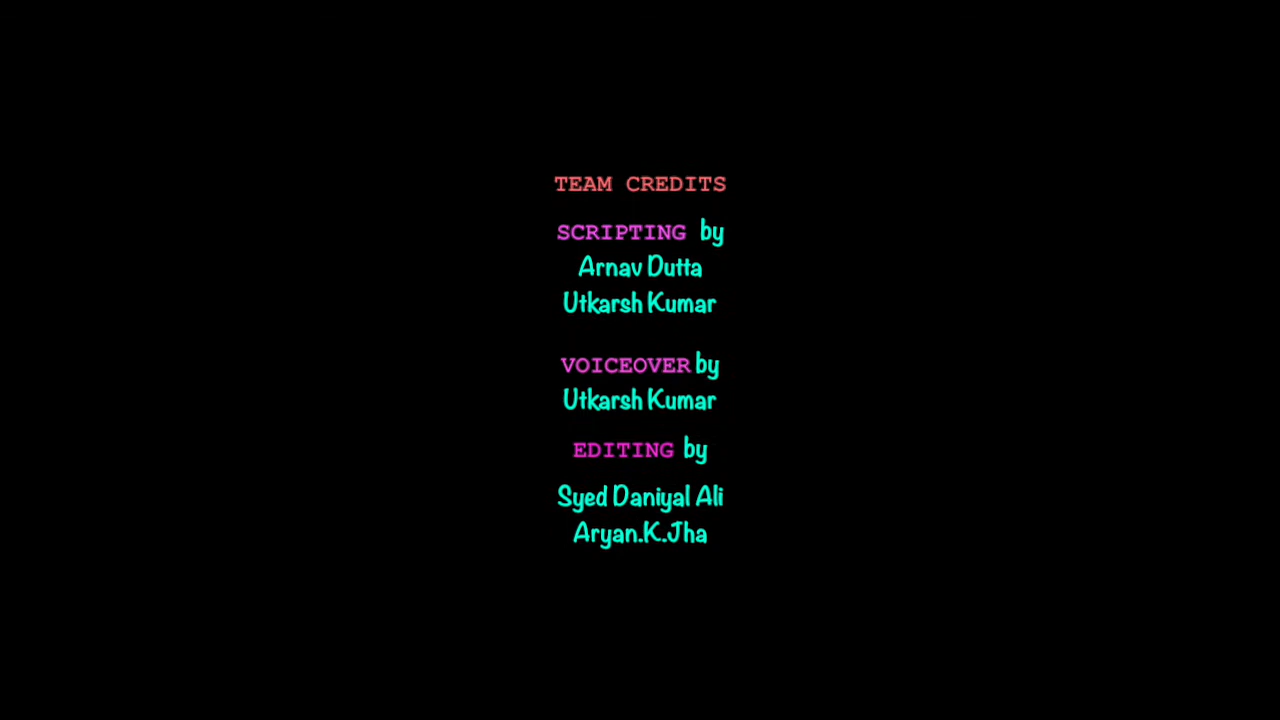 TEAM CREDITS
SCRIPTING by
Arnav Dutta
Utkarsh Kumar
VOICEOVER by
Utkarsh Kumar
EDITING by
Syed Daniyal Ali
Aryan.K.Jha